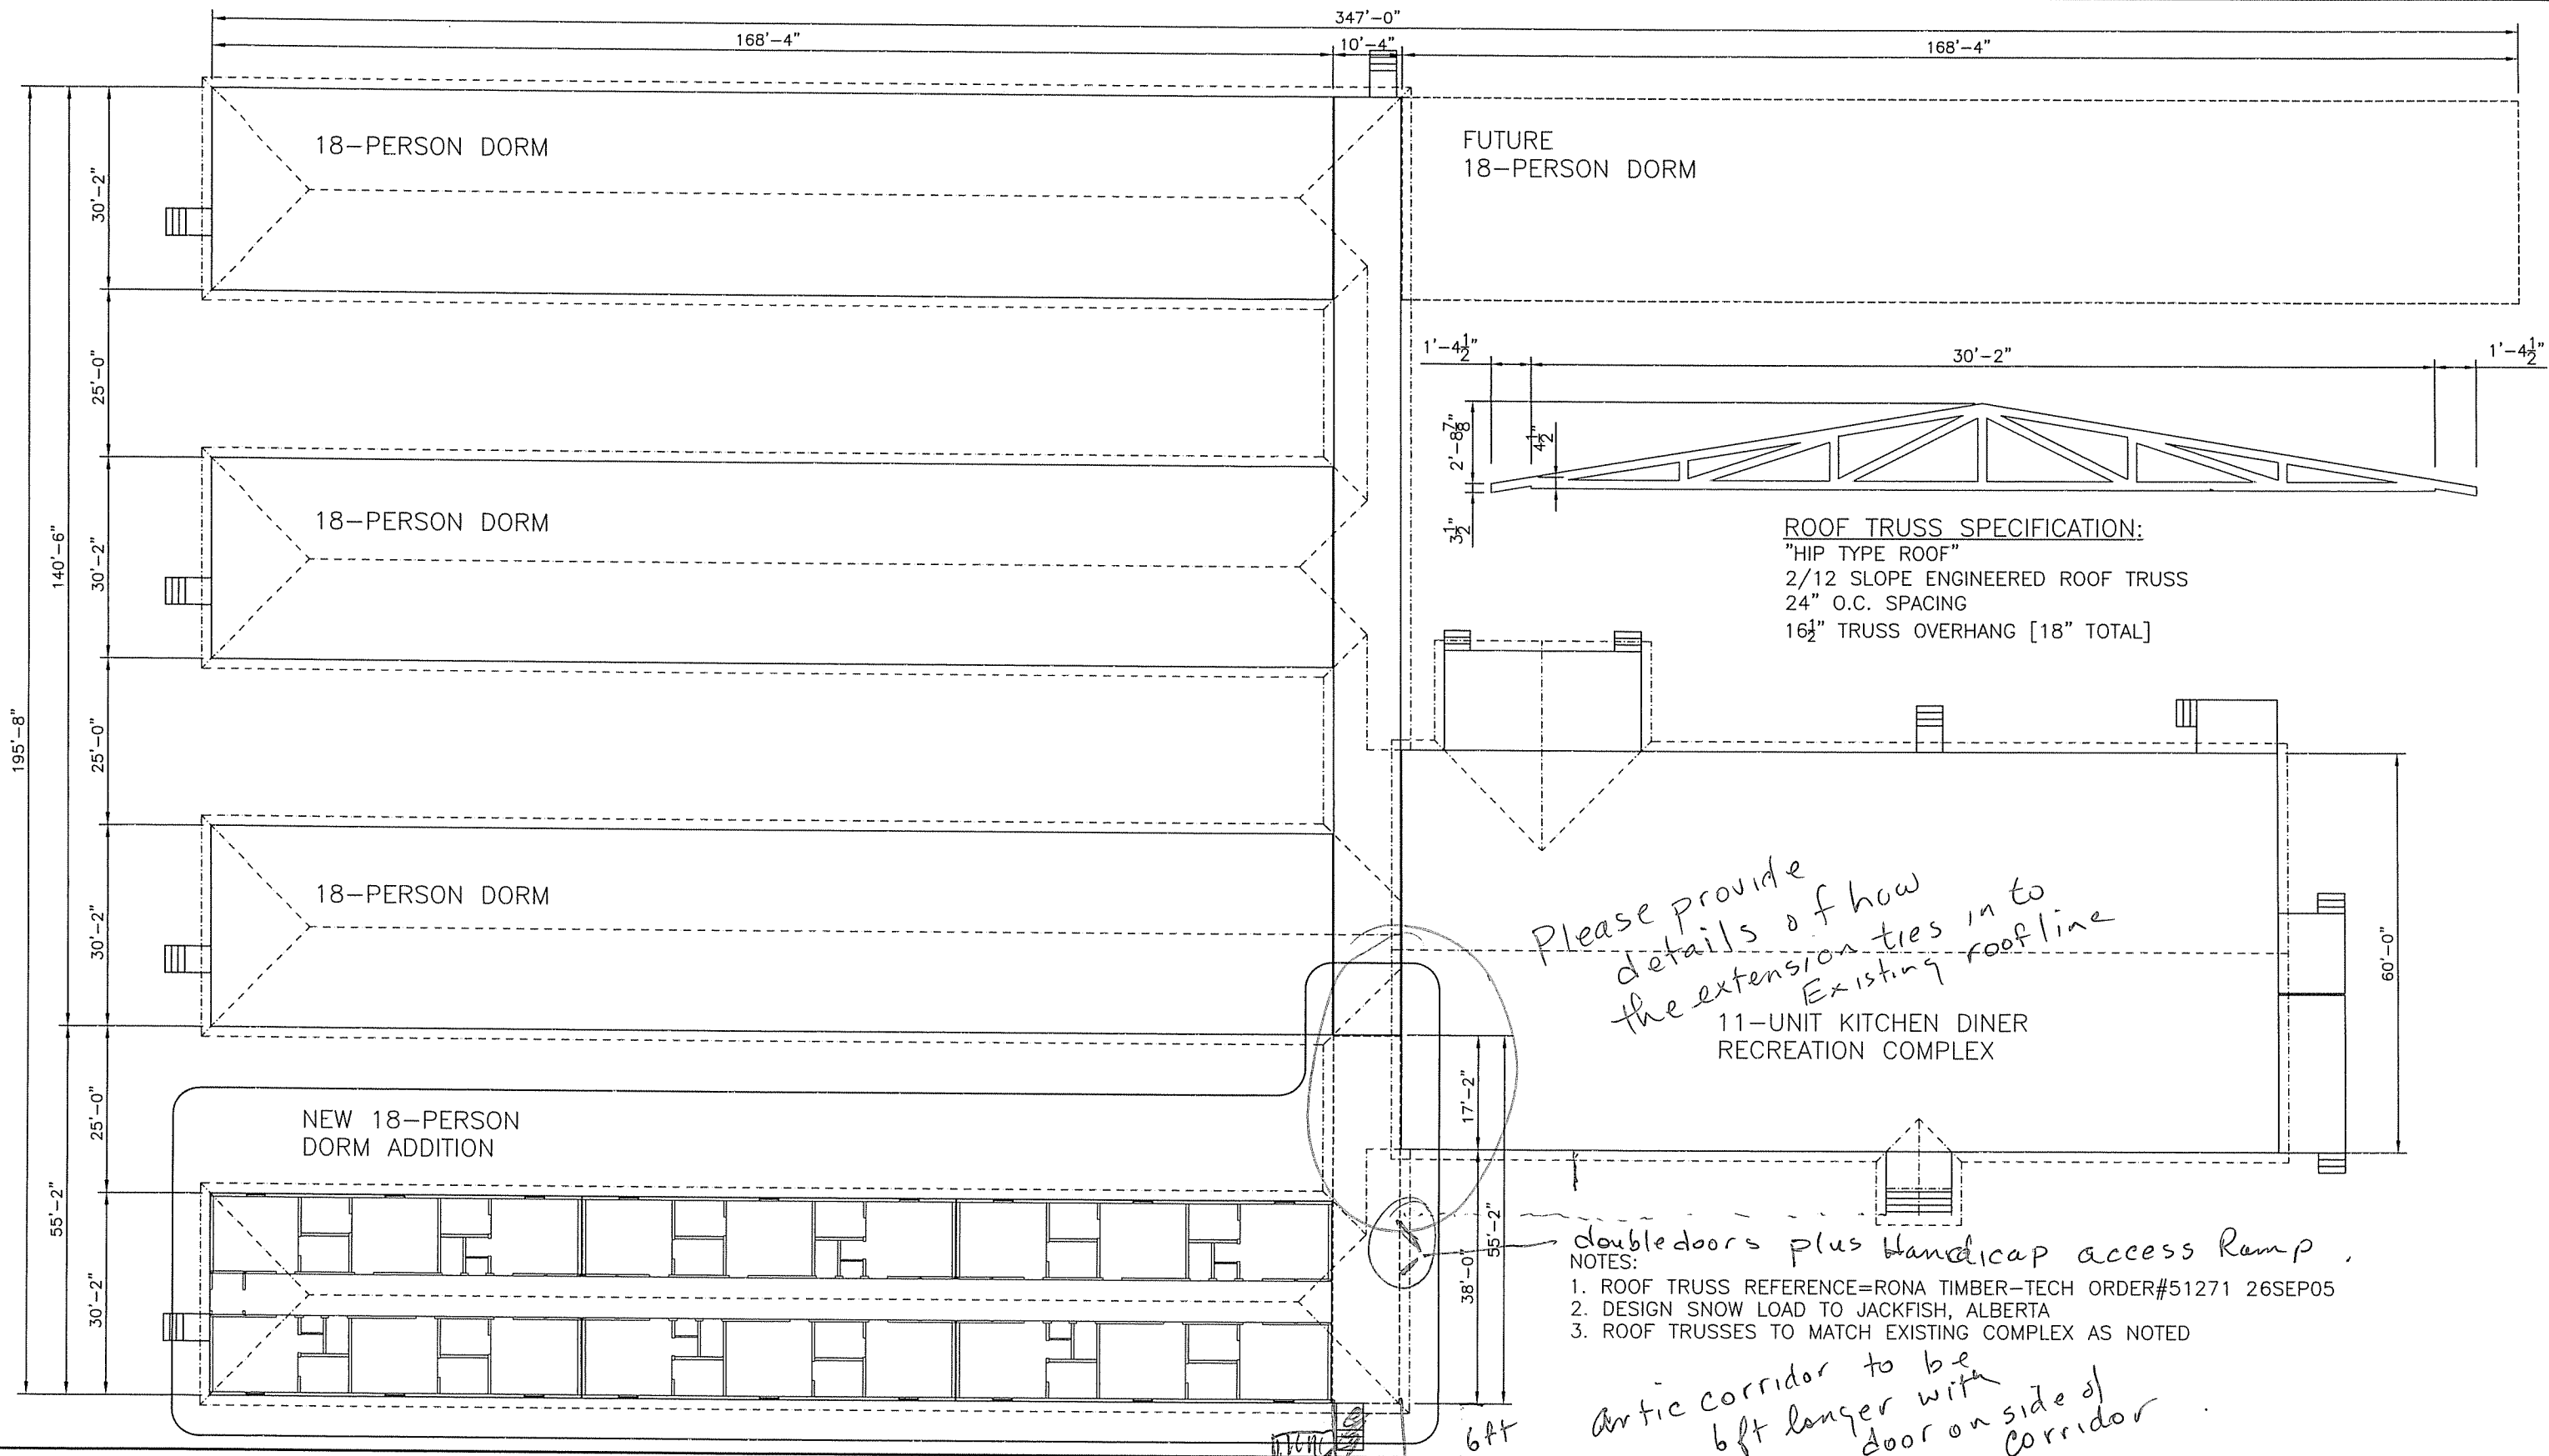 347'-0"
168'-4"
10'-4"
168'-4"
18-PERSON DORM
FUTURE
18-PERSON DORM
30'-2"
25'-0"
1'-4½"
30'-2"
1'-4½"
2'-8⅞"
4½"
3½"
18-PERSON DORM
ROOF TRUSS SPECIFICATION:
"HIP TYPE ROOF"
2/12 SLOPE ENGINEERED ROOF TRUSS
24" O.C. SPACING
16½" TRUSS OVERHANG [18" TOTAL]
140'-6"
30'-2"
195'-8"
25'-0"
18-PERSON DORM
30'-2"
60'-0"
Please provide
details of how
the extension ties in to
Existing roofline
11-UNIT KITCHEN DINER
RECREATION COMPLEX
17'-2"
25'-0"
NEW 18-PERSON
DORM ADDITION
55'-2"
55'-2"
30'-2"
38'-0"
doubledoors plus Handicap access Ramp.
NOTES:
1. ROOF TRUSS REFERENCE=RONA TIMBER-TECH ORDER#51271 26SEP05
2. DESIGN SNOW LOAD TO JACKFISH, ALBERTA
3. ROOF TRUSSES TO MATCH EXISTING COMPLEX AS NOTED
6ft
artic corridor to be
6ft longer with
door on side of
corridor.